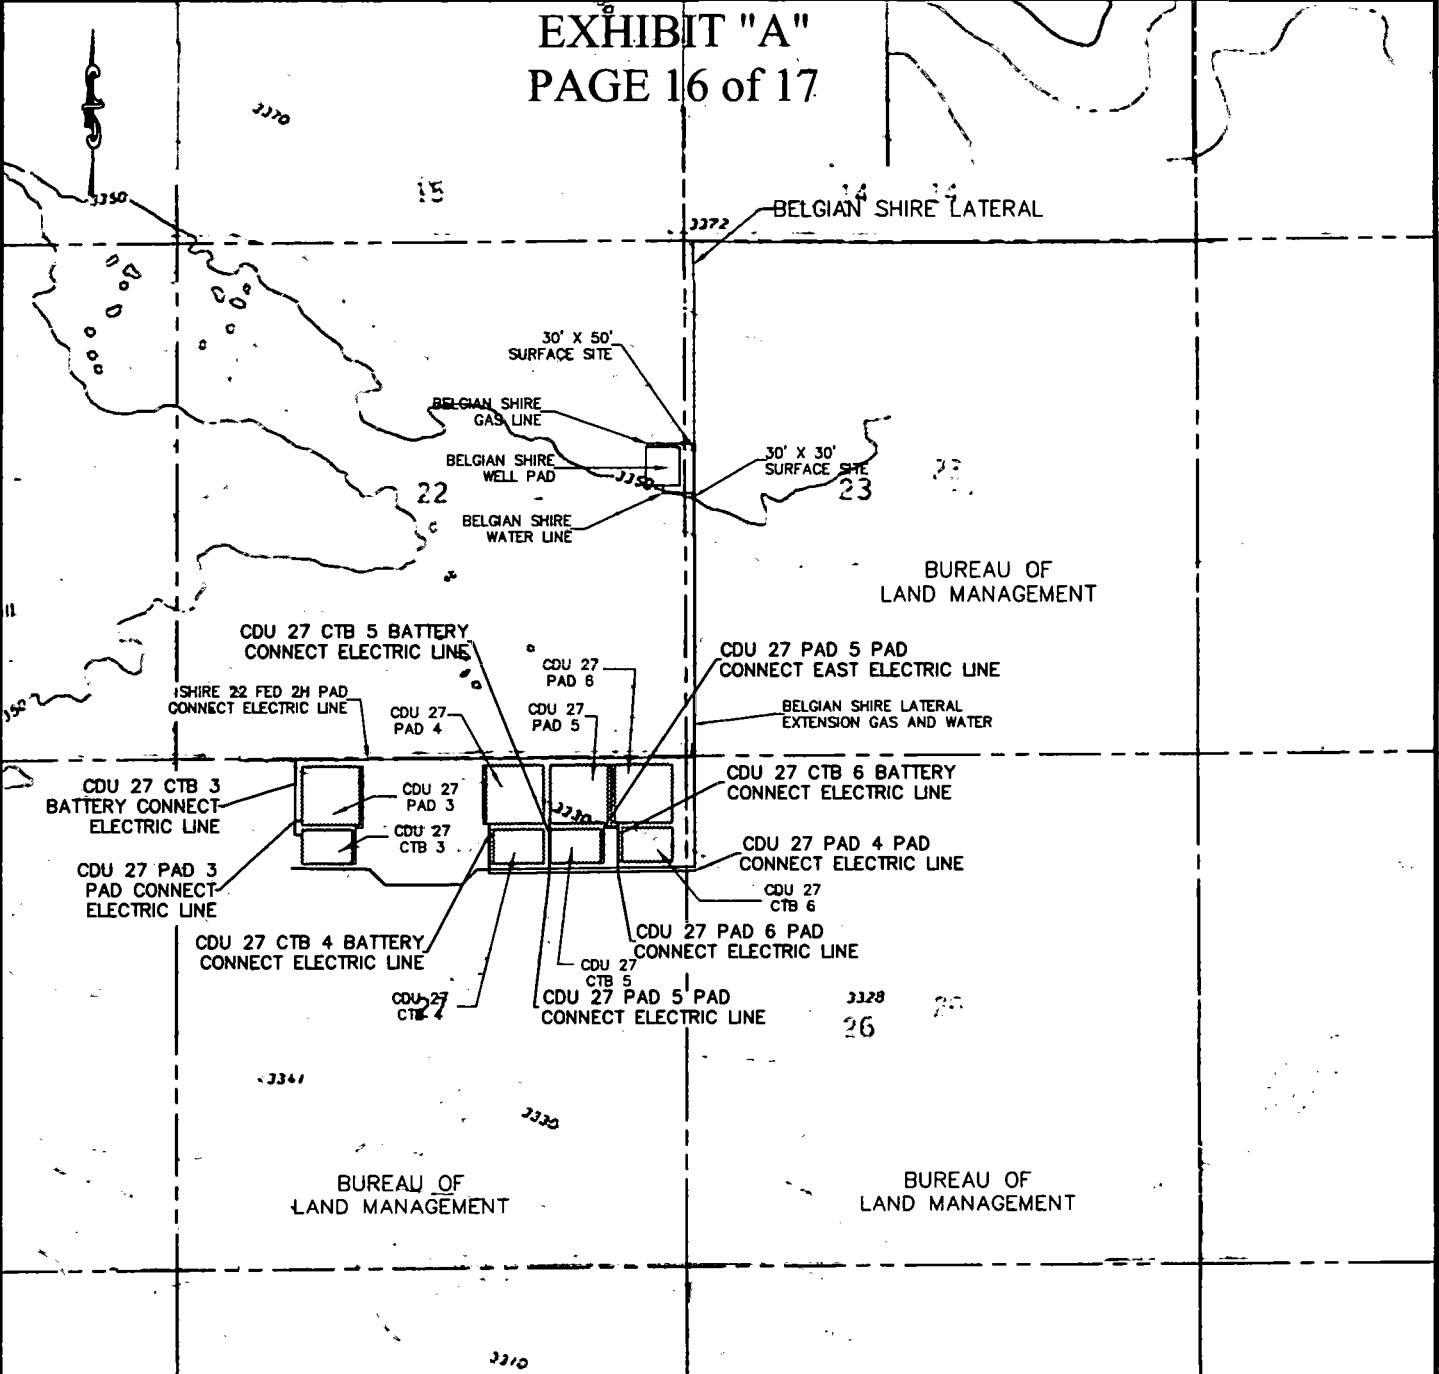 EXHIBIT "A"
PAGE 16 of 17
3370
3350
15
14 14
BELGIAN SHIRE LATERAL
3372
30' X 50'
SURFACE SITE
BELGIAN SHIRE
GAS LINE
BELGIAN SHIRE
WELL PAD
3350
30' X 30'
SURFACE SITE
22
23
23
BELGIAN SHIRE
WATER LINE
BUREAU OF
LAND MANAGEMENT
11
CDU 27 CTB 5 BATTERY
CONNECT ELECTRIC LINE
CDU 27
PAD 6
CDU 27 PAD 5 PAD
CONNECT EAST ELECTRIC LINE
SHIRE 22 FED 2H PAD
CONNECT ELECTRIC LINE
CDU 27
PAD 4
CDU 27
PAD 5
BELGIAN SHIRE LATERAL
EXTENSION GAS AND WATER
3350
CDU 27 CTB 3
BATTERY CONNECT
ELECTRIC LINE
CDU 27
PAD 3
3330
CDU 27 CTB 6 BATTERY
CONNECT ELECTRIC LINE
CDU 27
CTB 3
CDU 27 PAD 3
PAD CONNECT
ELECTRIC LINE
CDU 27 PAD 4 PAD
CONNECT ELECTRIC LINE
CDU 27
CTB 6
CDU 27 CTB 4 BATTERY
CONNECT ELECTRIC LINE
CDU 27 PAD 6 PAD
CONNECT ELECTRIC LINE
CDU 27
CTB 5
CDU 27
CTB 4
27
CDU 27 PAD 5 PAD
CONNECT ELECTRIC LINE
3328
26
26
3341
3330
BUREAU OF
LAND MANAGEMENT
BUREAU OF
LAND MANAGEMENT
3310